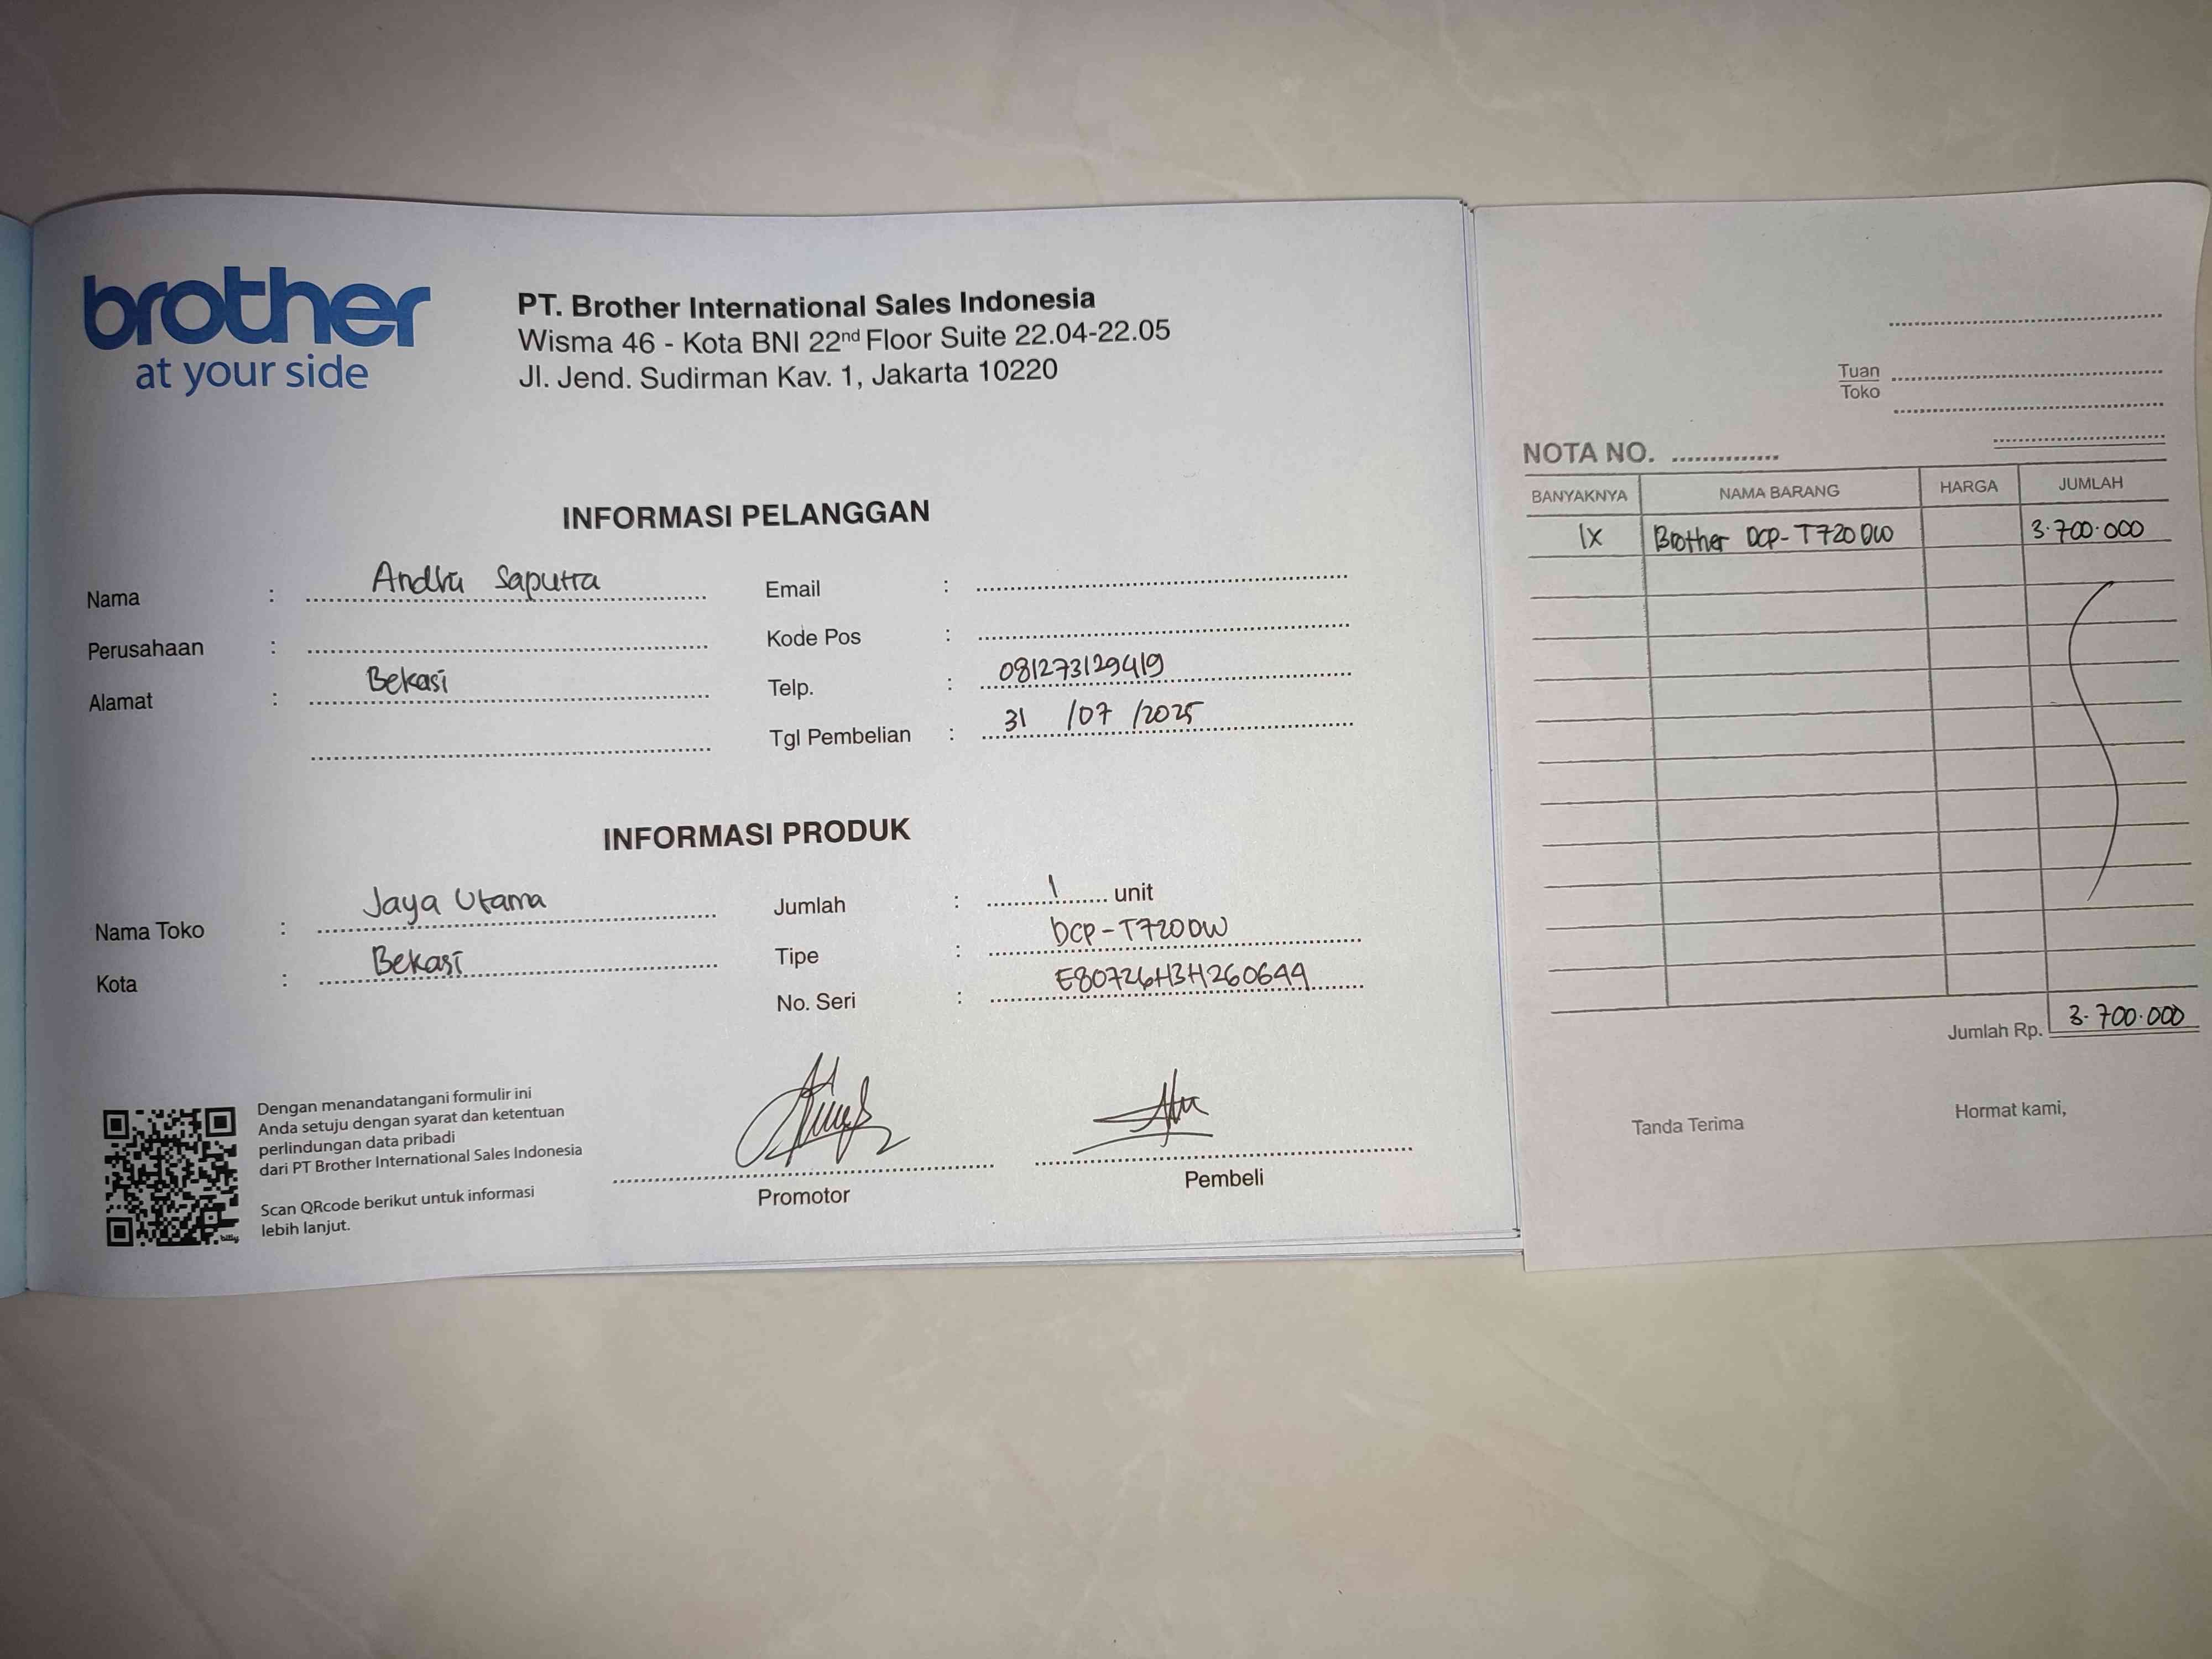 brother
at your side
PT. Brother International Sales Indonesia
Wisma 46 - Kota BNI 22nd Floor Suite 22.04-22.05
Jl. Jend. Sudirman Kav. 1, Jakarta 10220
INFORMASI PELANGGAN
Nama : Andru Saputra
Perusahaan :
Alamat : Bekasi
Email :
Kode Pos :
Telp. : 081273129419
Tgl Pembelian : 31 /07 /2025
INFORMASI PRODUK
Nama Toko : Jaya Utama
Kota : Bekasi
Jumlah : 1 unit
Tipe : DCP-T720DW
No. Seri : E80726H3H260644
Dengan menandatangani formulir ini
Anda setuju dengan syarat dan ketentuan
perlindungan data pribadi
dari PT Brother International Sales Indonesia
Scan QRcode berikut untuk informasi
lebih lanjut.
bitly
Promotor
Pembeli
Tuan
Toko
NOTA NO.
BANYAKNYA NAMA BARANG HARGA JUMLAH
1X Brother DCP-T720DW 3.700.000
Jumlah Rp. 3.700.000
Tanda Terima
Hormat kami,